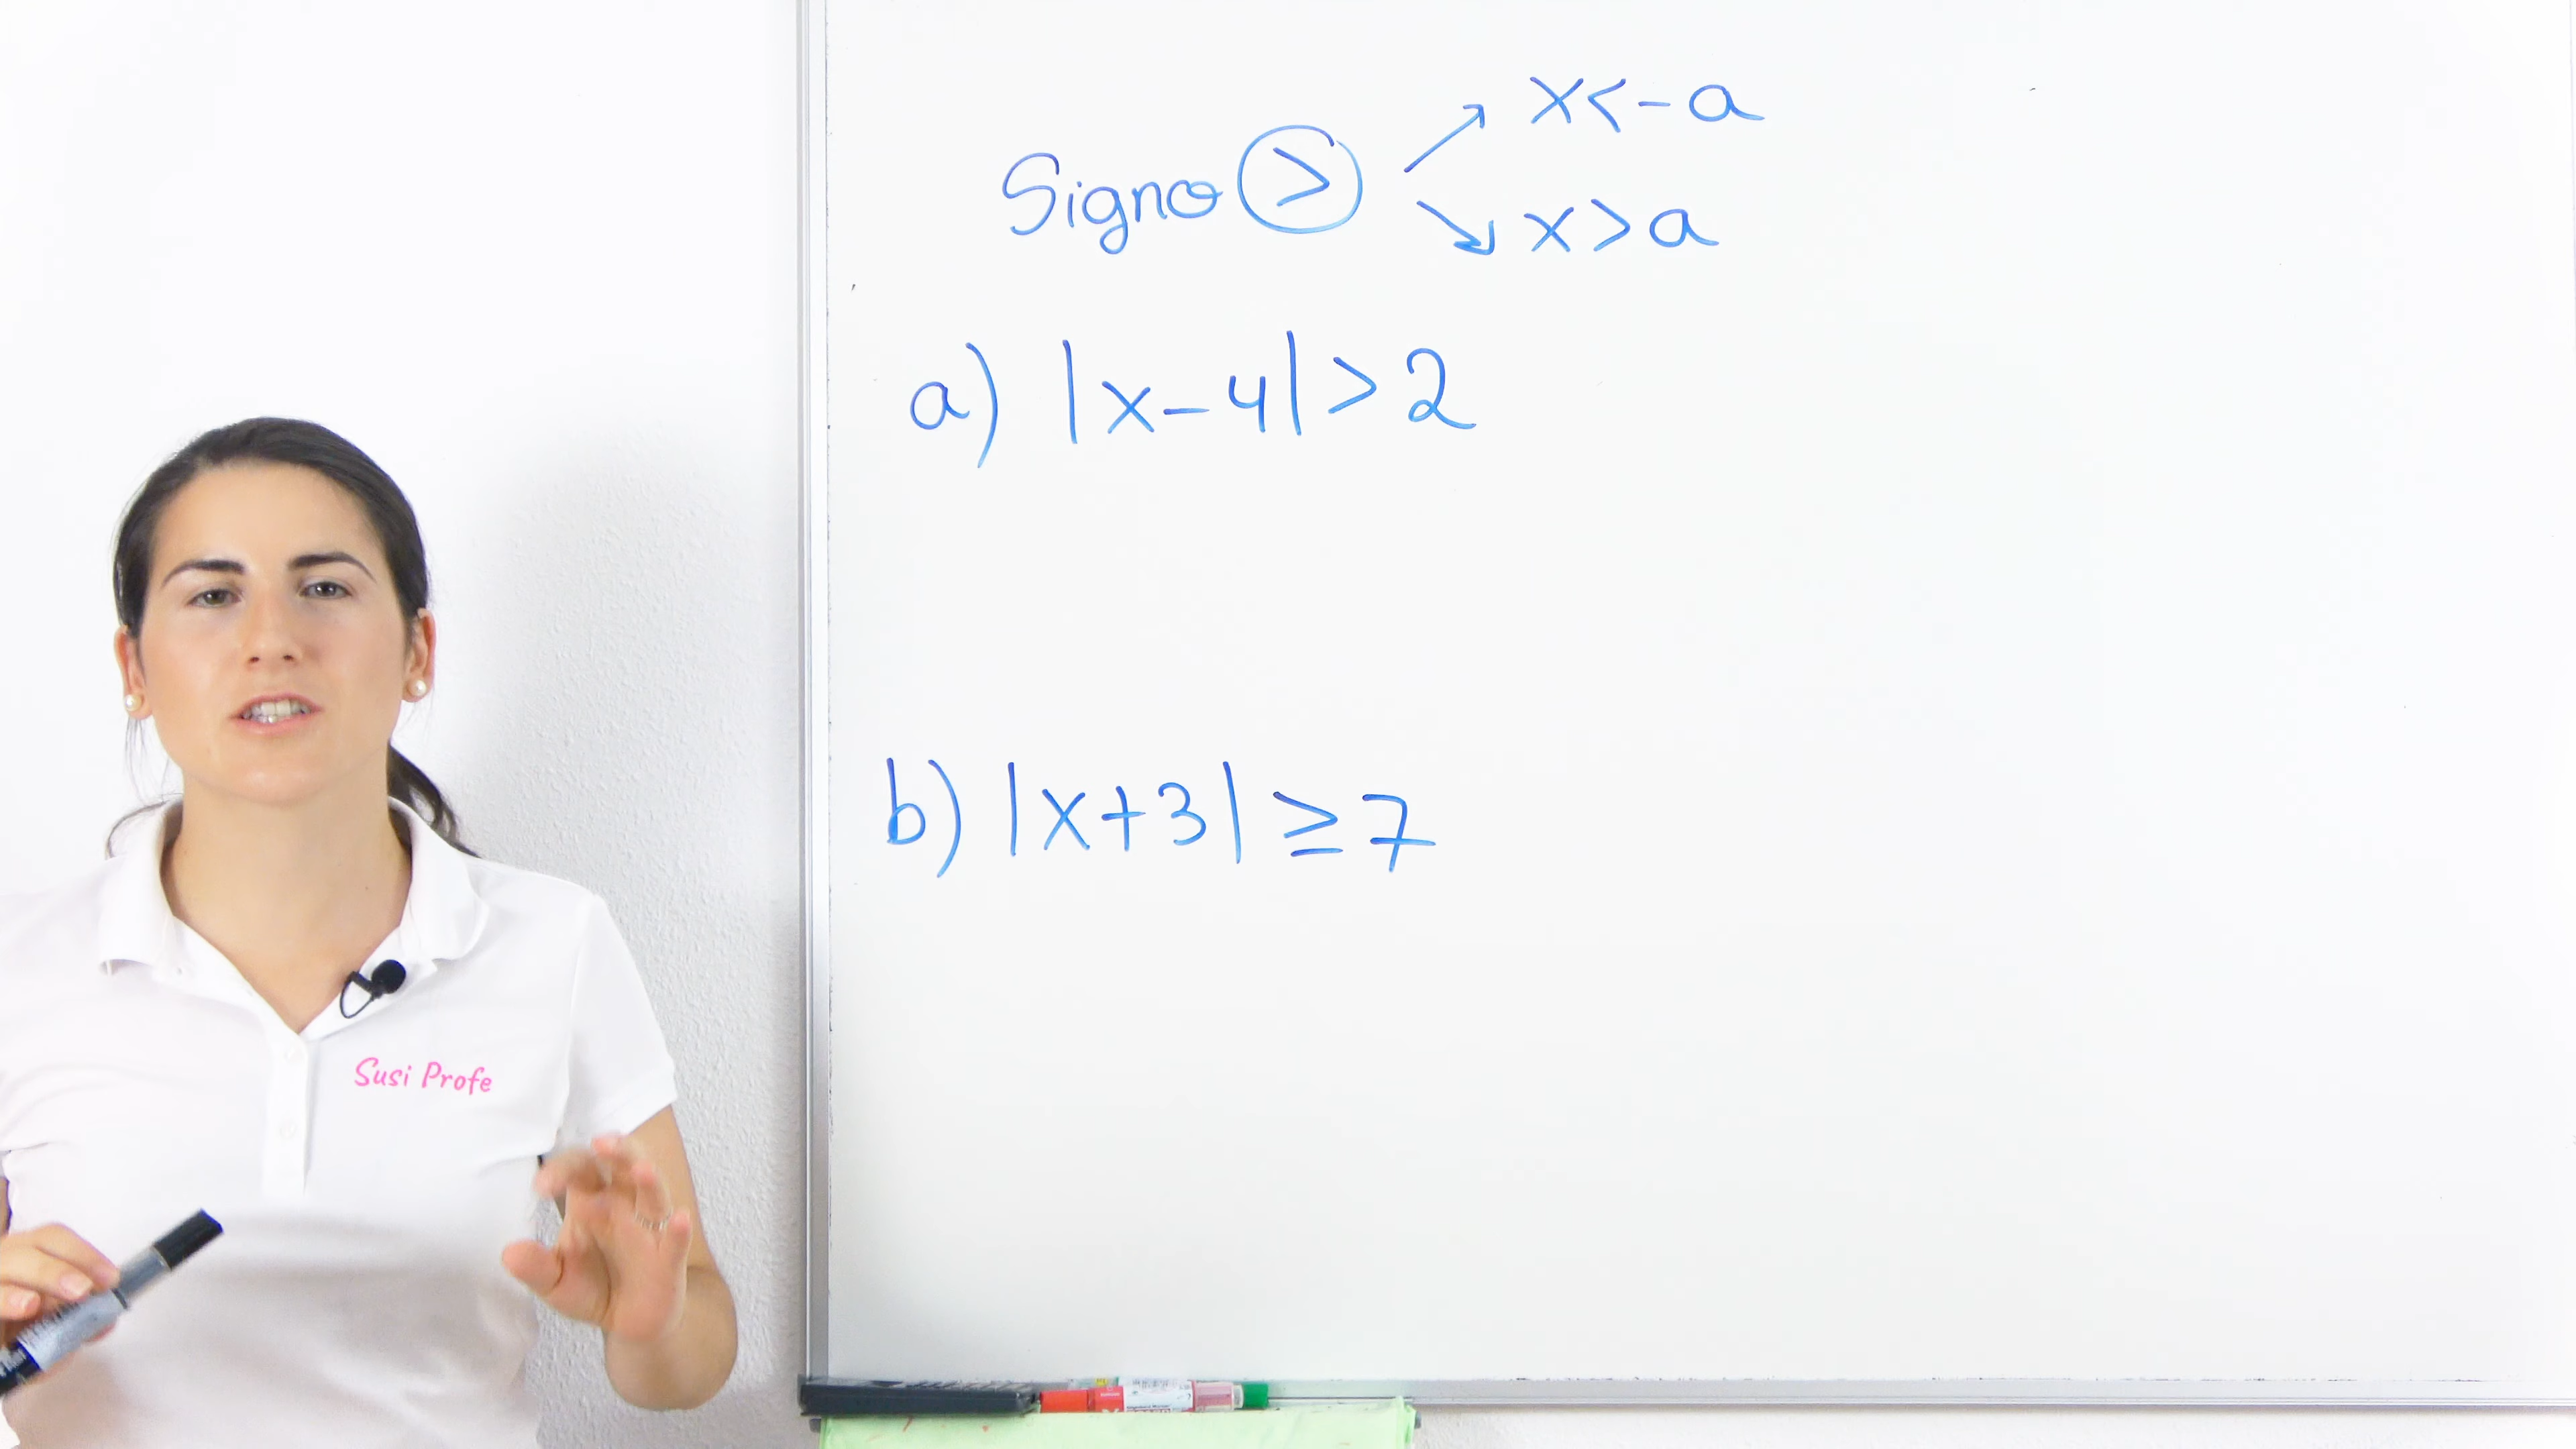 x<-a
Signo >
x>a
a) |x-4|>2
b) |x+3|≥7
Susi Profe